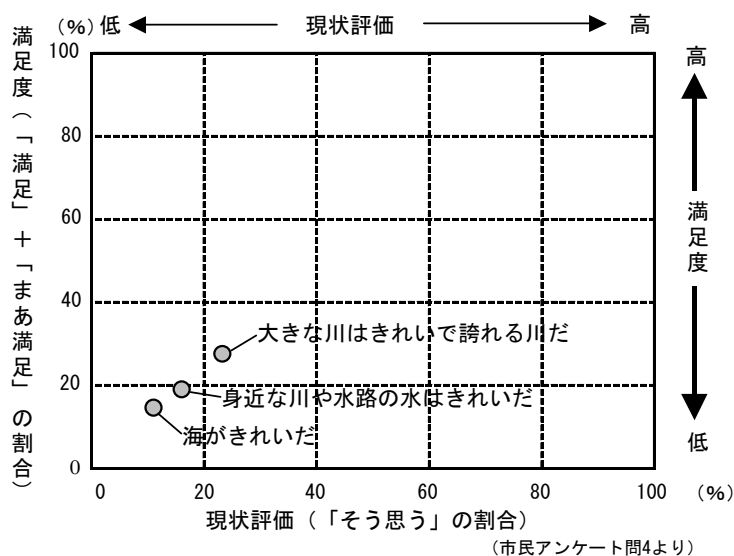 (%) 低 現状評価 高
満足度(「満足」+「まあ満足」の割合)
100
80
60
40
20
0
大きな川はきれいで誇れる川だ
身近な川や水路の水はきれいだ
海がきれいだ
高
満足度
低
0 20 40 60 80 100 (%)
現状評価(「そう思う」の割合)
(市民アンケート問4より)